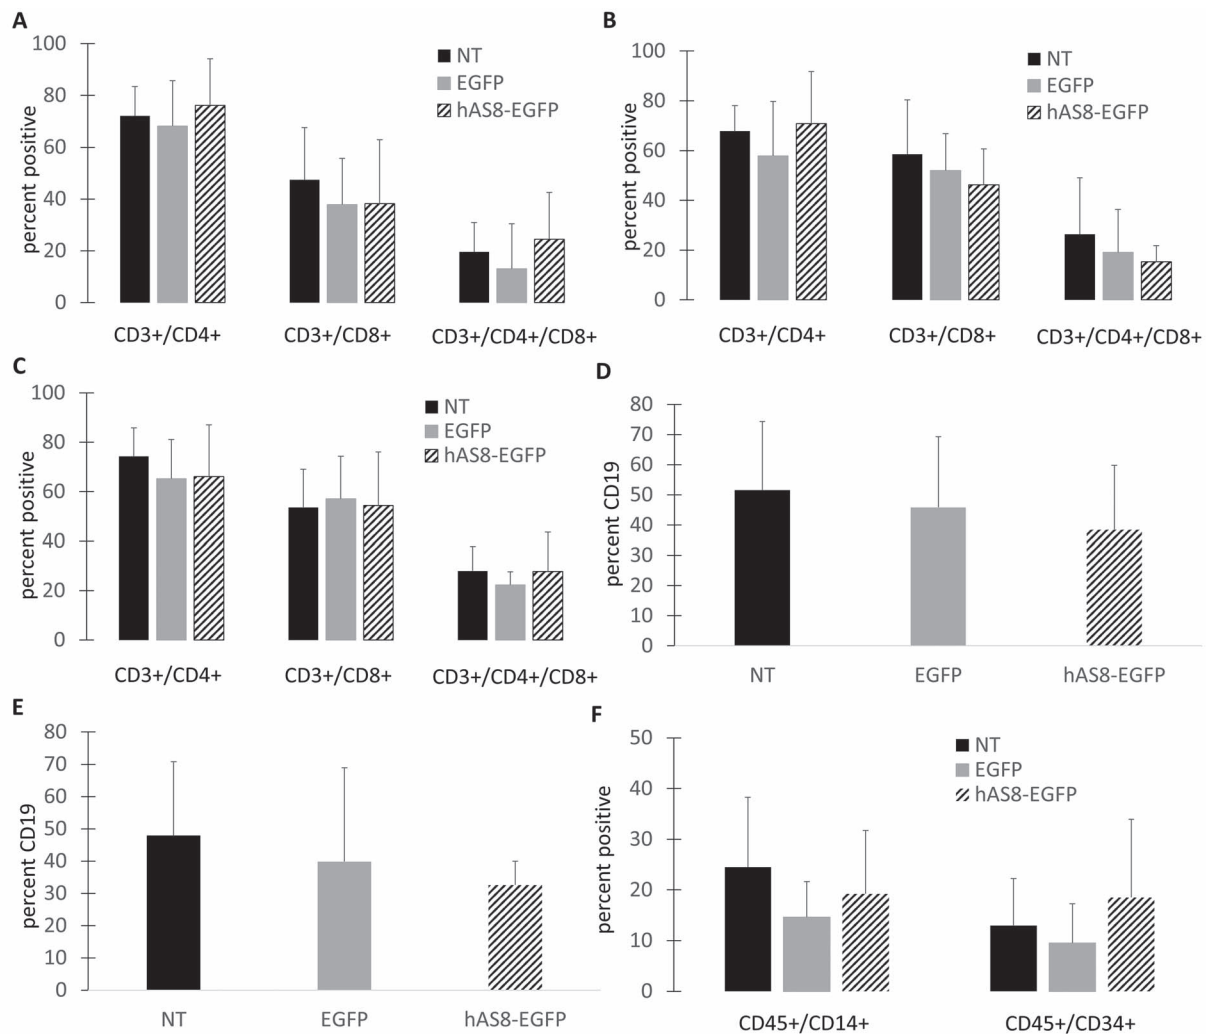 A
percent positive
100
80
60
40
20
0
NT
EGFP
hAS8-EGFP
CD3+/CD4+
CD3+/CD8+
CD3+/CD4+/CD8+
B
percent positive
100
80
60
40
20
0
NT
EGFP
hAS8-EGFP
CD3+/CD4+
CD3+/CD8+
CD3+/CD4+/CD8+
C
percent positive
100
80
60
40
20
0
NT
EGFP
hAS8-EGFP
CD3+/CD4+
CD3+/CD8+
CD3+/CD4+/CD8+
D
percent CD19
80
70
60
50
40
30
20
10
0
NT
EGFP
hAS8-EGFP
E
percent CD19
80
70
60
50
40
30
20
10
0
NT
EGFP
hAS8-EGFP
F
percent positive
50
40
30
20
10
0
NT
EGFP
hAS8-EGFP
CD45+/CD14+
CD45+/CD34+